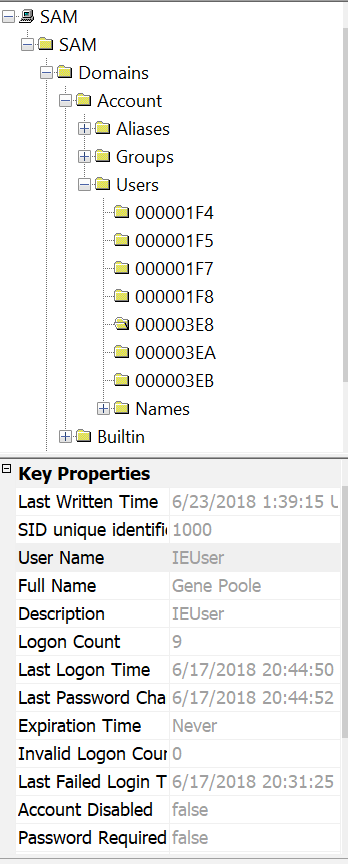 SAM
SAM
Domains
Account
Aliases
Groups
Users
000001F4
000001F5
000001F7
000001F8
000003E8
000003EA
000003EB
Names
Builtin
Key Properties
Last Written Time 6/23/2018 1:39:15 U
SID unique identifi 1000
User Name IEUser
Full Name Gene Poole
Description IEUser
Logon Count 9
Last Logon Time 6/17/2018 20:44:50
Last Password Cha 6/17/2018 20:44:52
Expiration Time Never
Invalid Logon Cour 0
Last Failed Login T 6/17/2018 20:31:25
Account Disabled false
Password Required false